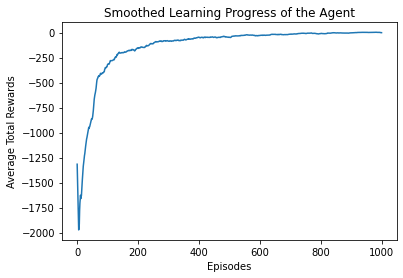 Smoothed Learning Progress of the Agent
0
−250
−500
−750
−1000
−1250
−1500
−1750
−2000
Average Total Rewards
0 200 400 600 800 1000
Episodes